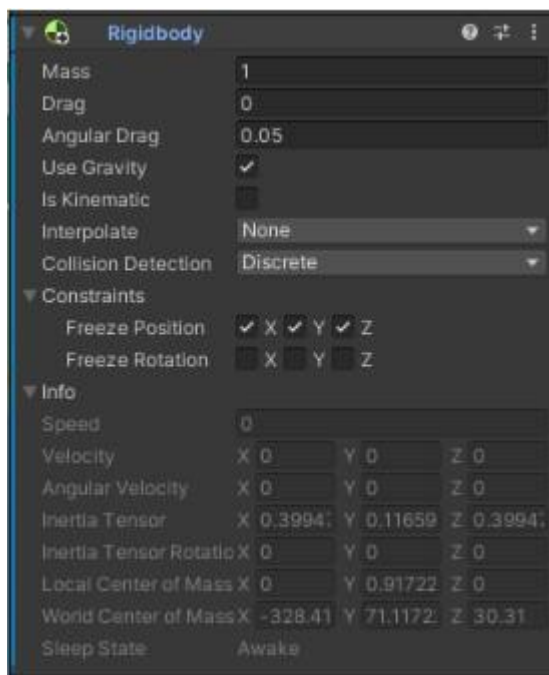 Rigidbody
Mass 1
Drag 0
Angular Drag 0.05
Use Gravity
Is Kinematic
Interpolate None
Collision Detection Discrete
Constraints
Freeze Position X Y Z
Freeze Rotation X Y Z
Info
Speed 0
Velocity X 0 Y 0 Z 0
Angular Velocity X 0 Y 0 Z 0
Inertia Tensor X 0.3994 Y 0.11659 Z 0.3994
Inertia Tensor Rotatio X 0 Y 0 Z 0
Local Center of Mass X 0 Y 0.91722 Z 0
World Center of Mass X -328.41 Y 71.1172 Z 30.31
Sleep State Awake